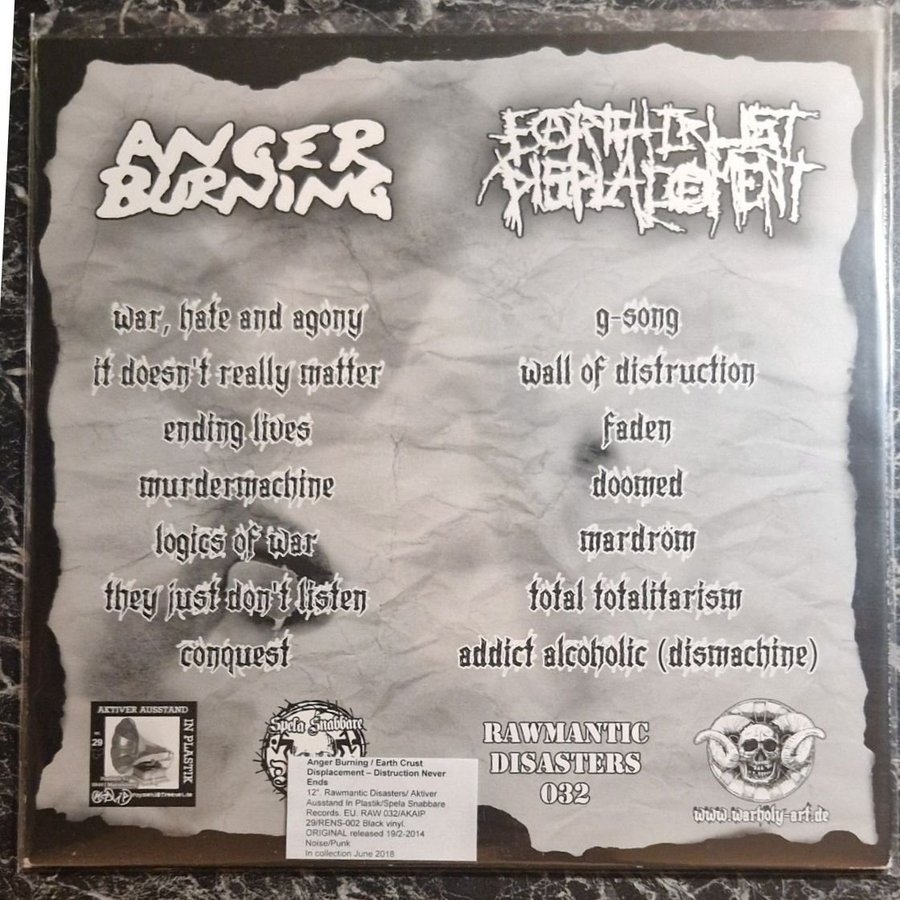 ANGER
BURNING
war, hate and agony
it doesn't really matter
ending lives
murdermachine
logics of war
they just don't listen
conquest
EARTH CRUST
DISPLACEMENT
g-song
wall of distruction
faden
doomed
mardröm
total totalitarism
addict alcoholic (dismachine)
AKTIVER AUSSTAND
IN PLASTIK
29
Spela Snabbare
RAWMANTIC
DISASTERS
032
www.warholy-art.de
Anger Burning / Earth Crust
Displacement – Distruction Never
Ends
12". Rawmantic Disasters/ Aktiver
Ausstand In Plastik/Spela Snabbare
Records. EU. RAW 032/AKAIP
29/RENS-002 Black vinyl.
ORIGINAL released 19/2-2014
Noise/Punk
In collection June 2018